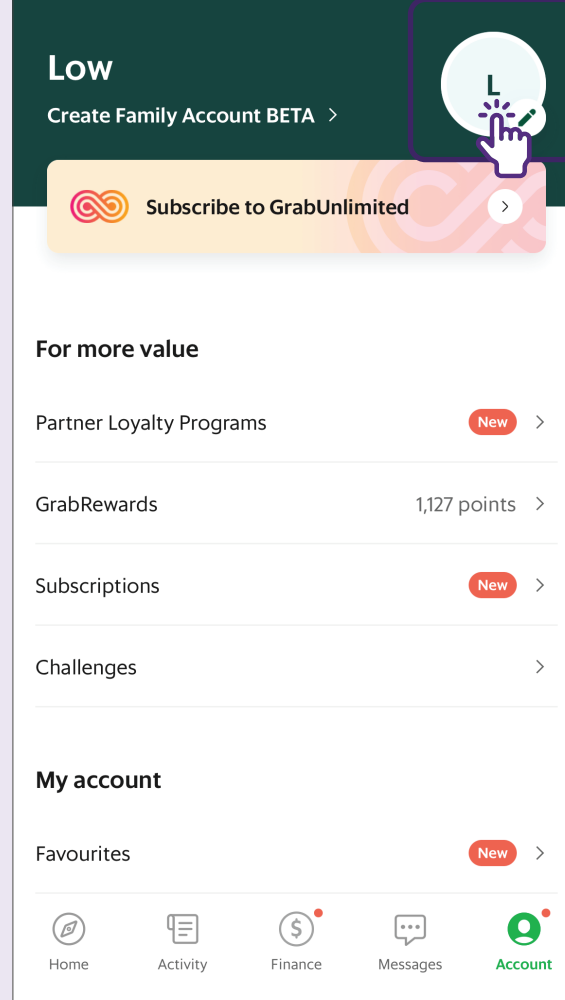 Low
L
Create Family Account BETA
Subscribe to GrabUnlimited
For more value
Partner Loyalty Programs New
GrabRewards 1,127 points
Subscriptions New
Challenges
My account
Favourites New
Home Activity Finance Messages Account